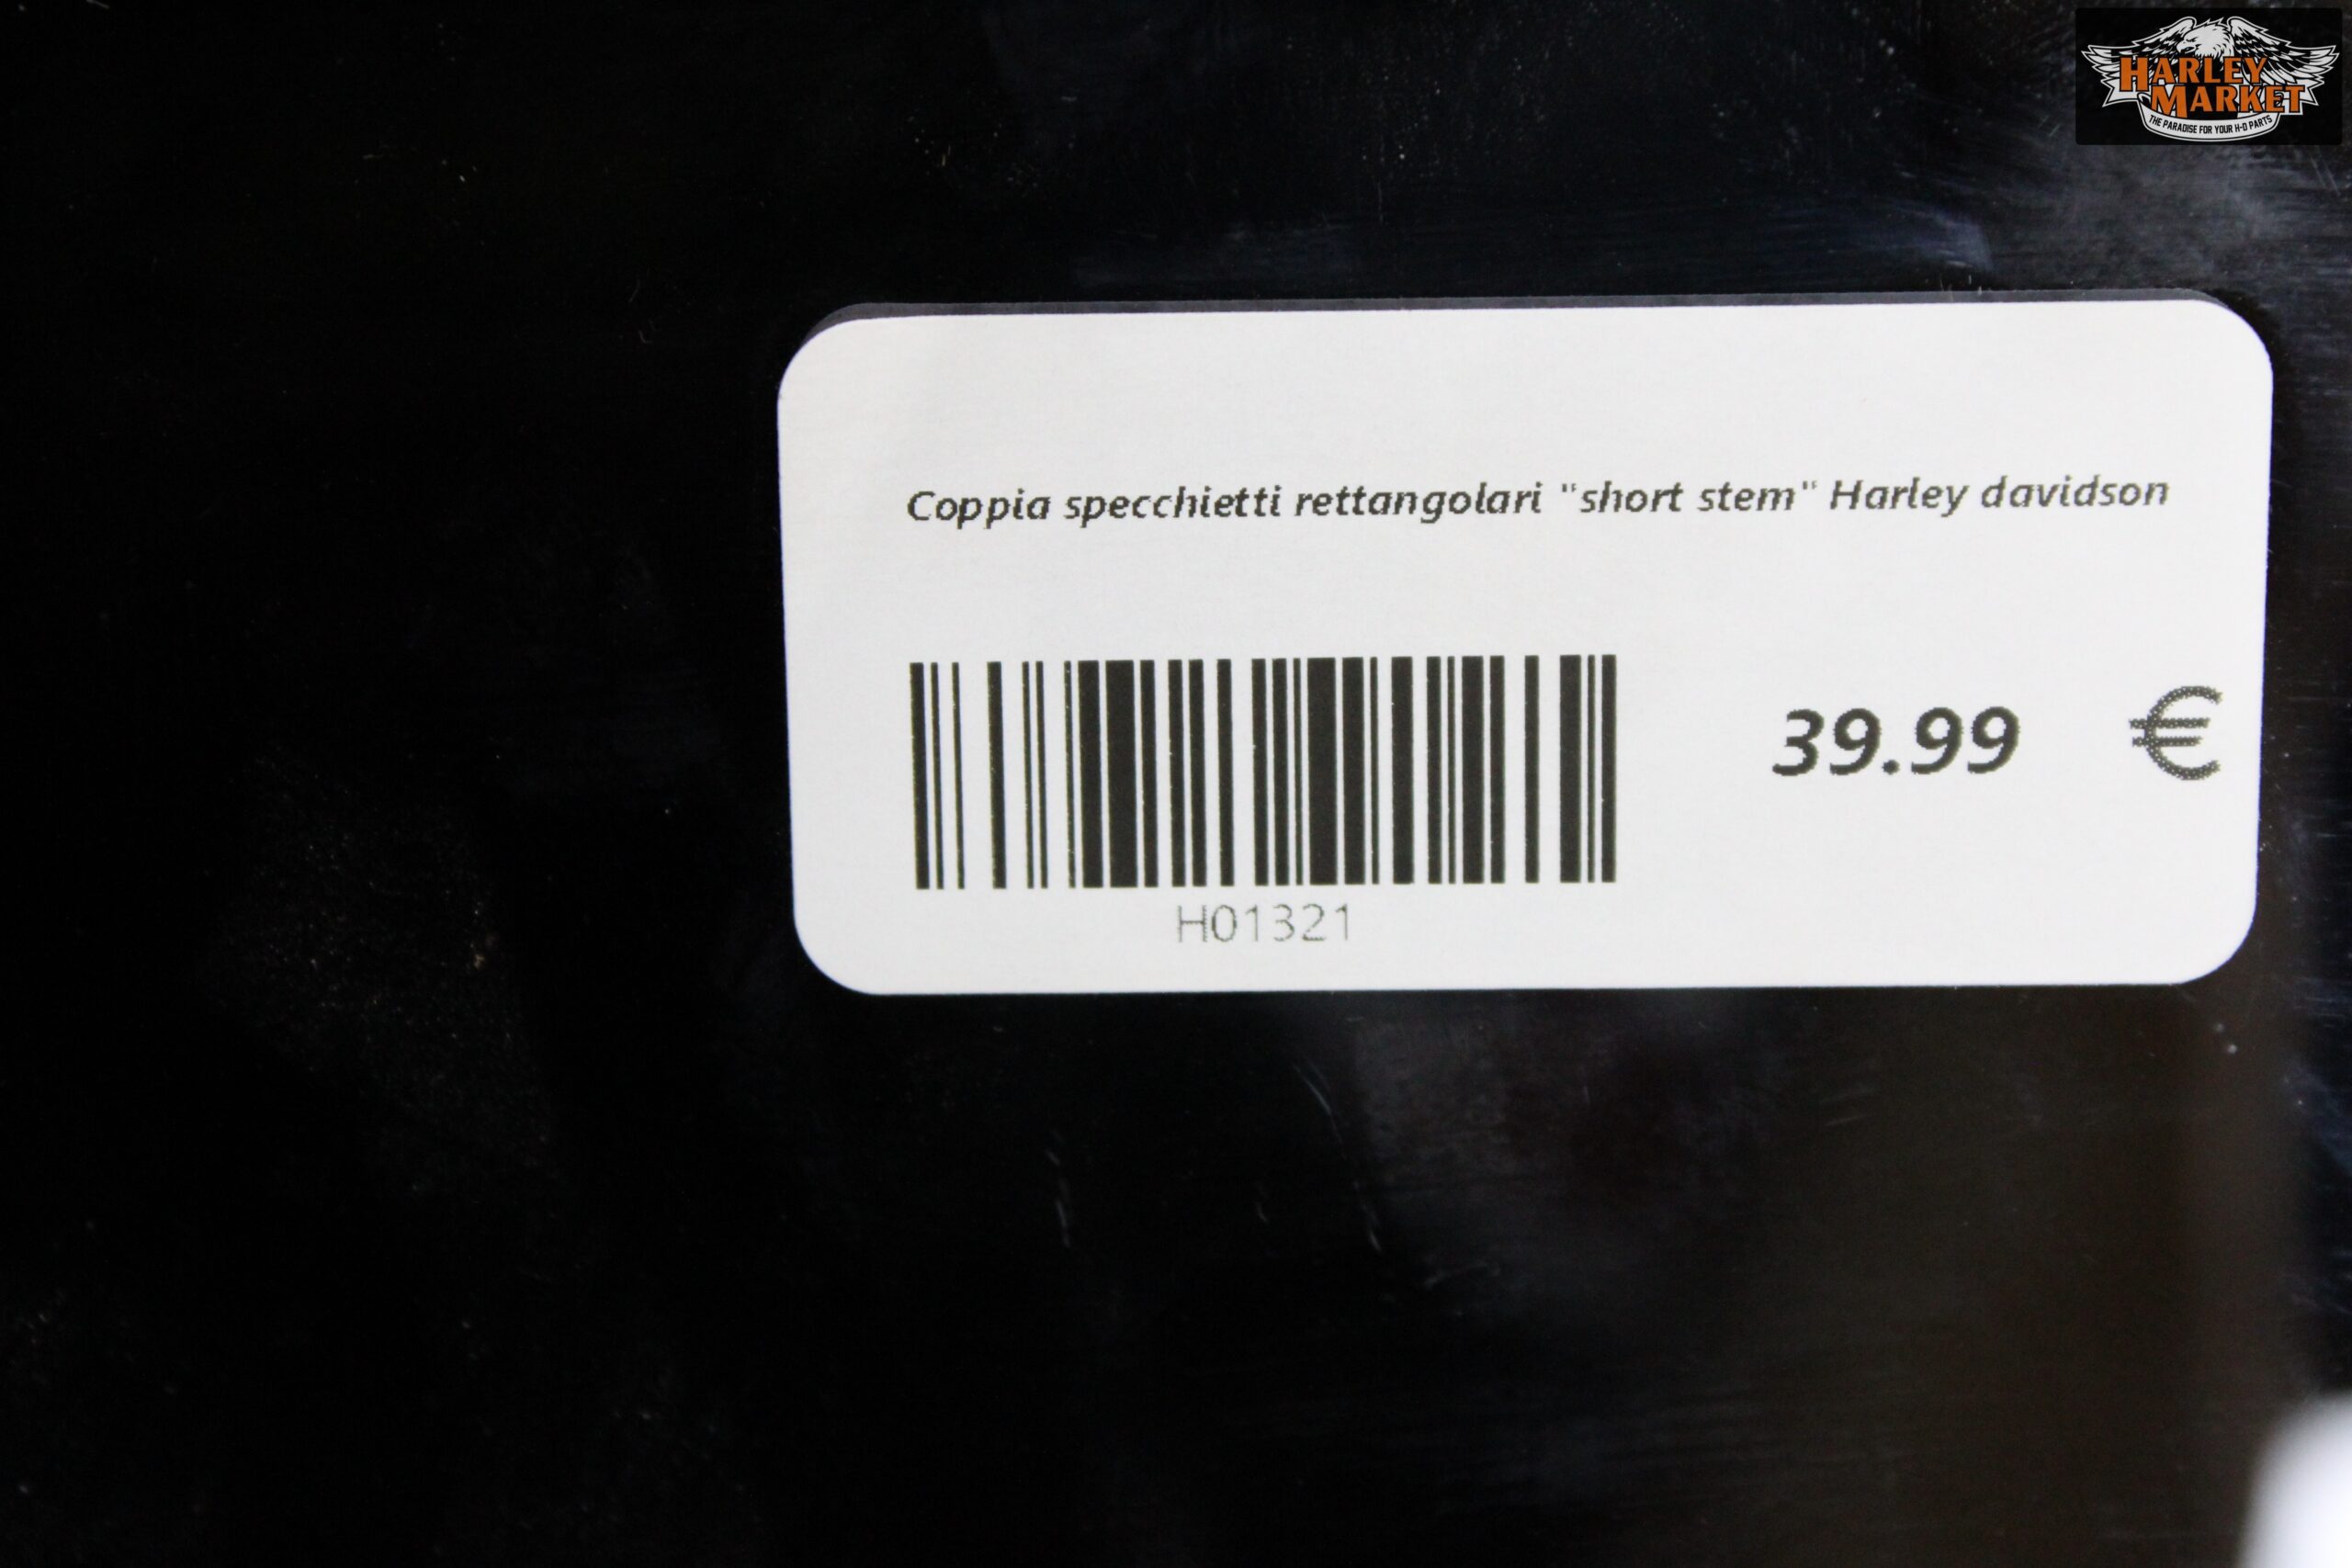 HARLEY
MARKET
THE PARADISE FOR YOUR H-D PARTS
Coppia specchietti rettangolari "short stem" Harley davidson
39.99 €
H01321